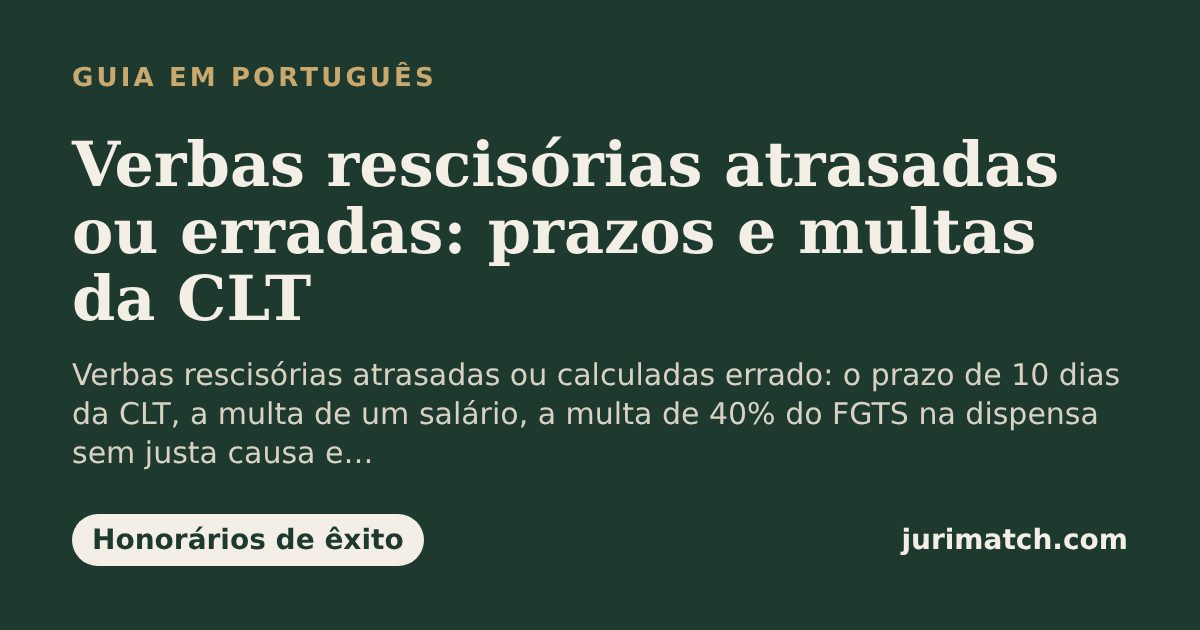 GUIA EM PORTUGUÊS
Verbas rescisórias atrasadas
ou erradas: prazos e multas
da CLT
Verbas rescisórias atrasadas ou calculadas errado: o prazo de 10 dias
da CLT, a multa de um salário, a multa de 40% do FGTS na dispensa
sem justa causa e...
Honorários de êxito
jurimatch.com